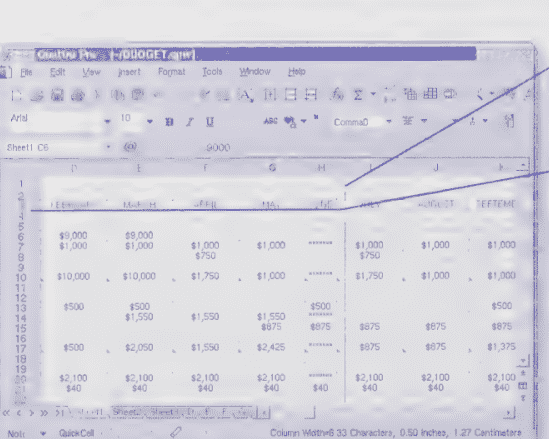 Quattro Pro - [~/BUDGET.qpw]
File Edit View Insert Format Tools Window Help
Arial 10 B I U ABC Comma0
Sheet1 C6 @ 9000
D E F G H I J K
1
2
3 FEBRUARY MARCH APRIL MAY JUNE JULY AUGUST SEPTEMB
4
5
6 $9,000 $9,000
7 $1,000 $1,000 $1,000 $1,000 ****** $1,000 $1,000 $1,000
8 $750 $750
9
10 $10,000 $10,000 $1,750 $1,000 ****** $1,750 $1,000 $1,000
11
12
13 $500 $500 $500 $500
14 $1,550 $1,550 $1,550 ******
15 $875 $875 $875 $875 $875
16
17 $500 $2,050 $1,550 $2,425 ****** $875 $875 $1,375
18
19
20 $2,100 $2,100 $2,100 $2,100 ****** $2,100 $2,100 $2,100
21 $40 $40 $40 $40 $40 $40 $40 $40
Sheet1 Sheet2 Sheet3 D E F
QuickCell Column Width=6.33 Characters, 0.50 Inches, 1.27 Centimeters